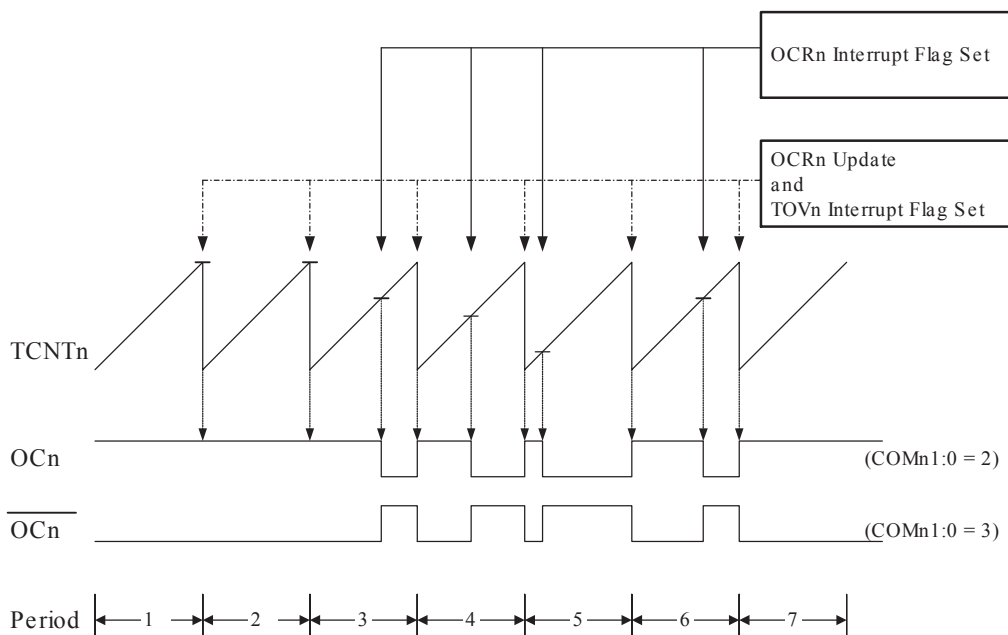 OCRn Interrupt Flag Set
OCRn Update
and
TOVn Interrupt Flag Set
TCNTn
OCn
(COMn1:0 = 2)
OCn
(COMn1:0 = 3)
Period
1
2
3
4
5
6
7